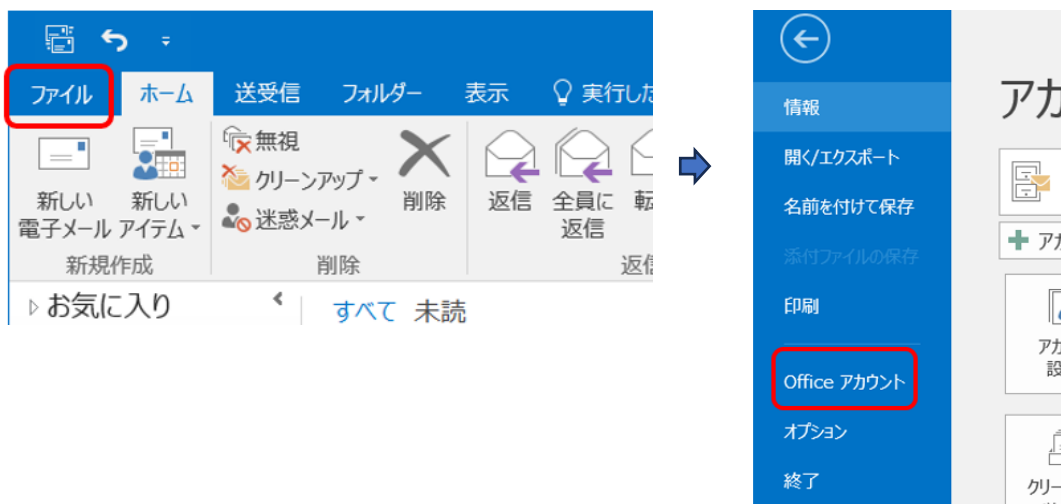 ファイル
ホーム
送受信
フォルダー
表示
実行した
新しい
電子メール
新しい
アイテム
新規作成
無視
クリーンアップ
迷惑メール
削除
削除
返信
全員に
返信
転
返信
お気に入り
すべて 未読
情報
開く/エクスポート
名前を付けて保存
添付ファイルの保存
印刷
Office アカウント
オプション
終了
アカ
アカ
アカ
設
クリー